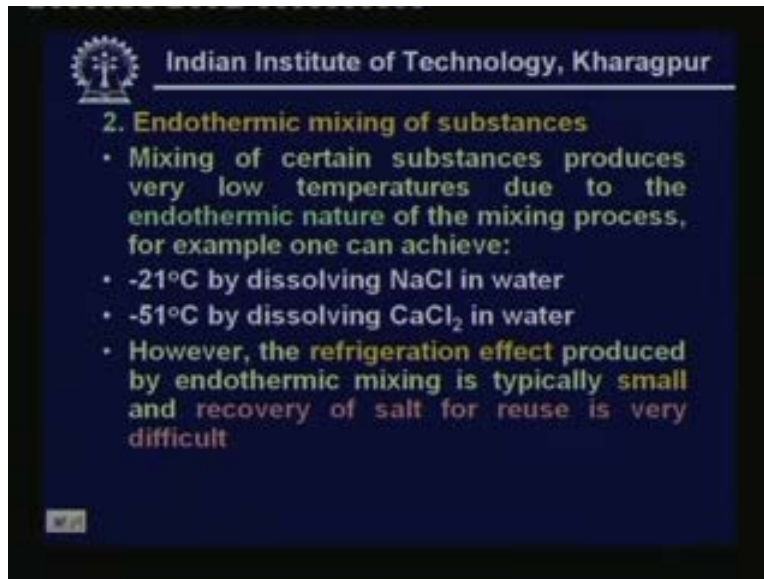 Indian Institute of Technology, Kharagpur
2. Endothermic mixing of substances
• Mixing of certain substances produces
very low temperatures due to the
endothermic nature of the mixing process,
for example one can achieve:
• -21°C by dissolving NaCl in water
• -51°C by dissolving CaCl₂ in water
• However, the refrigeration effect produced
by endothermic mixing is typically small
and recovery of salt for reuse is very
difficult